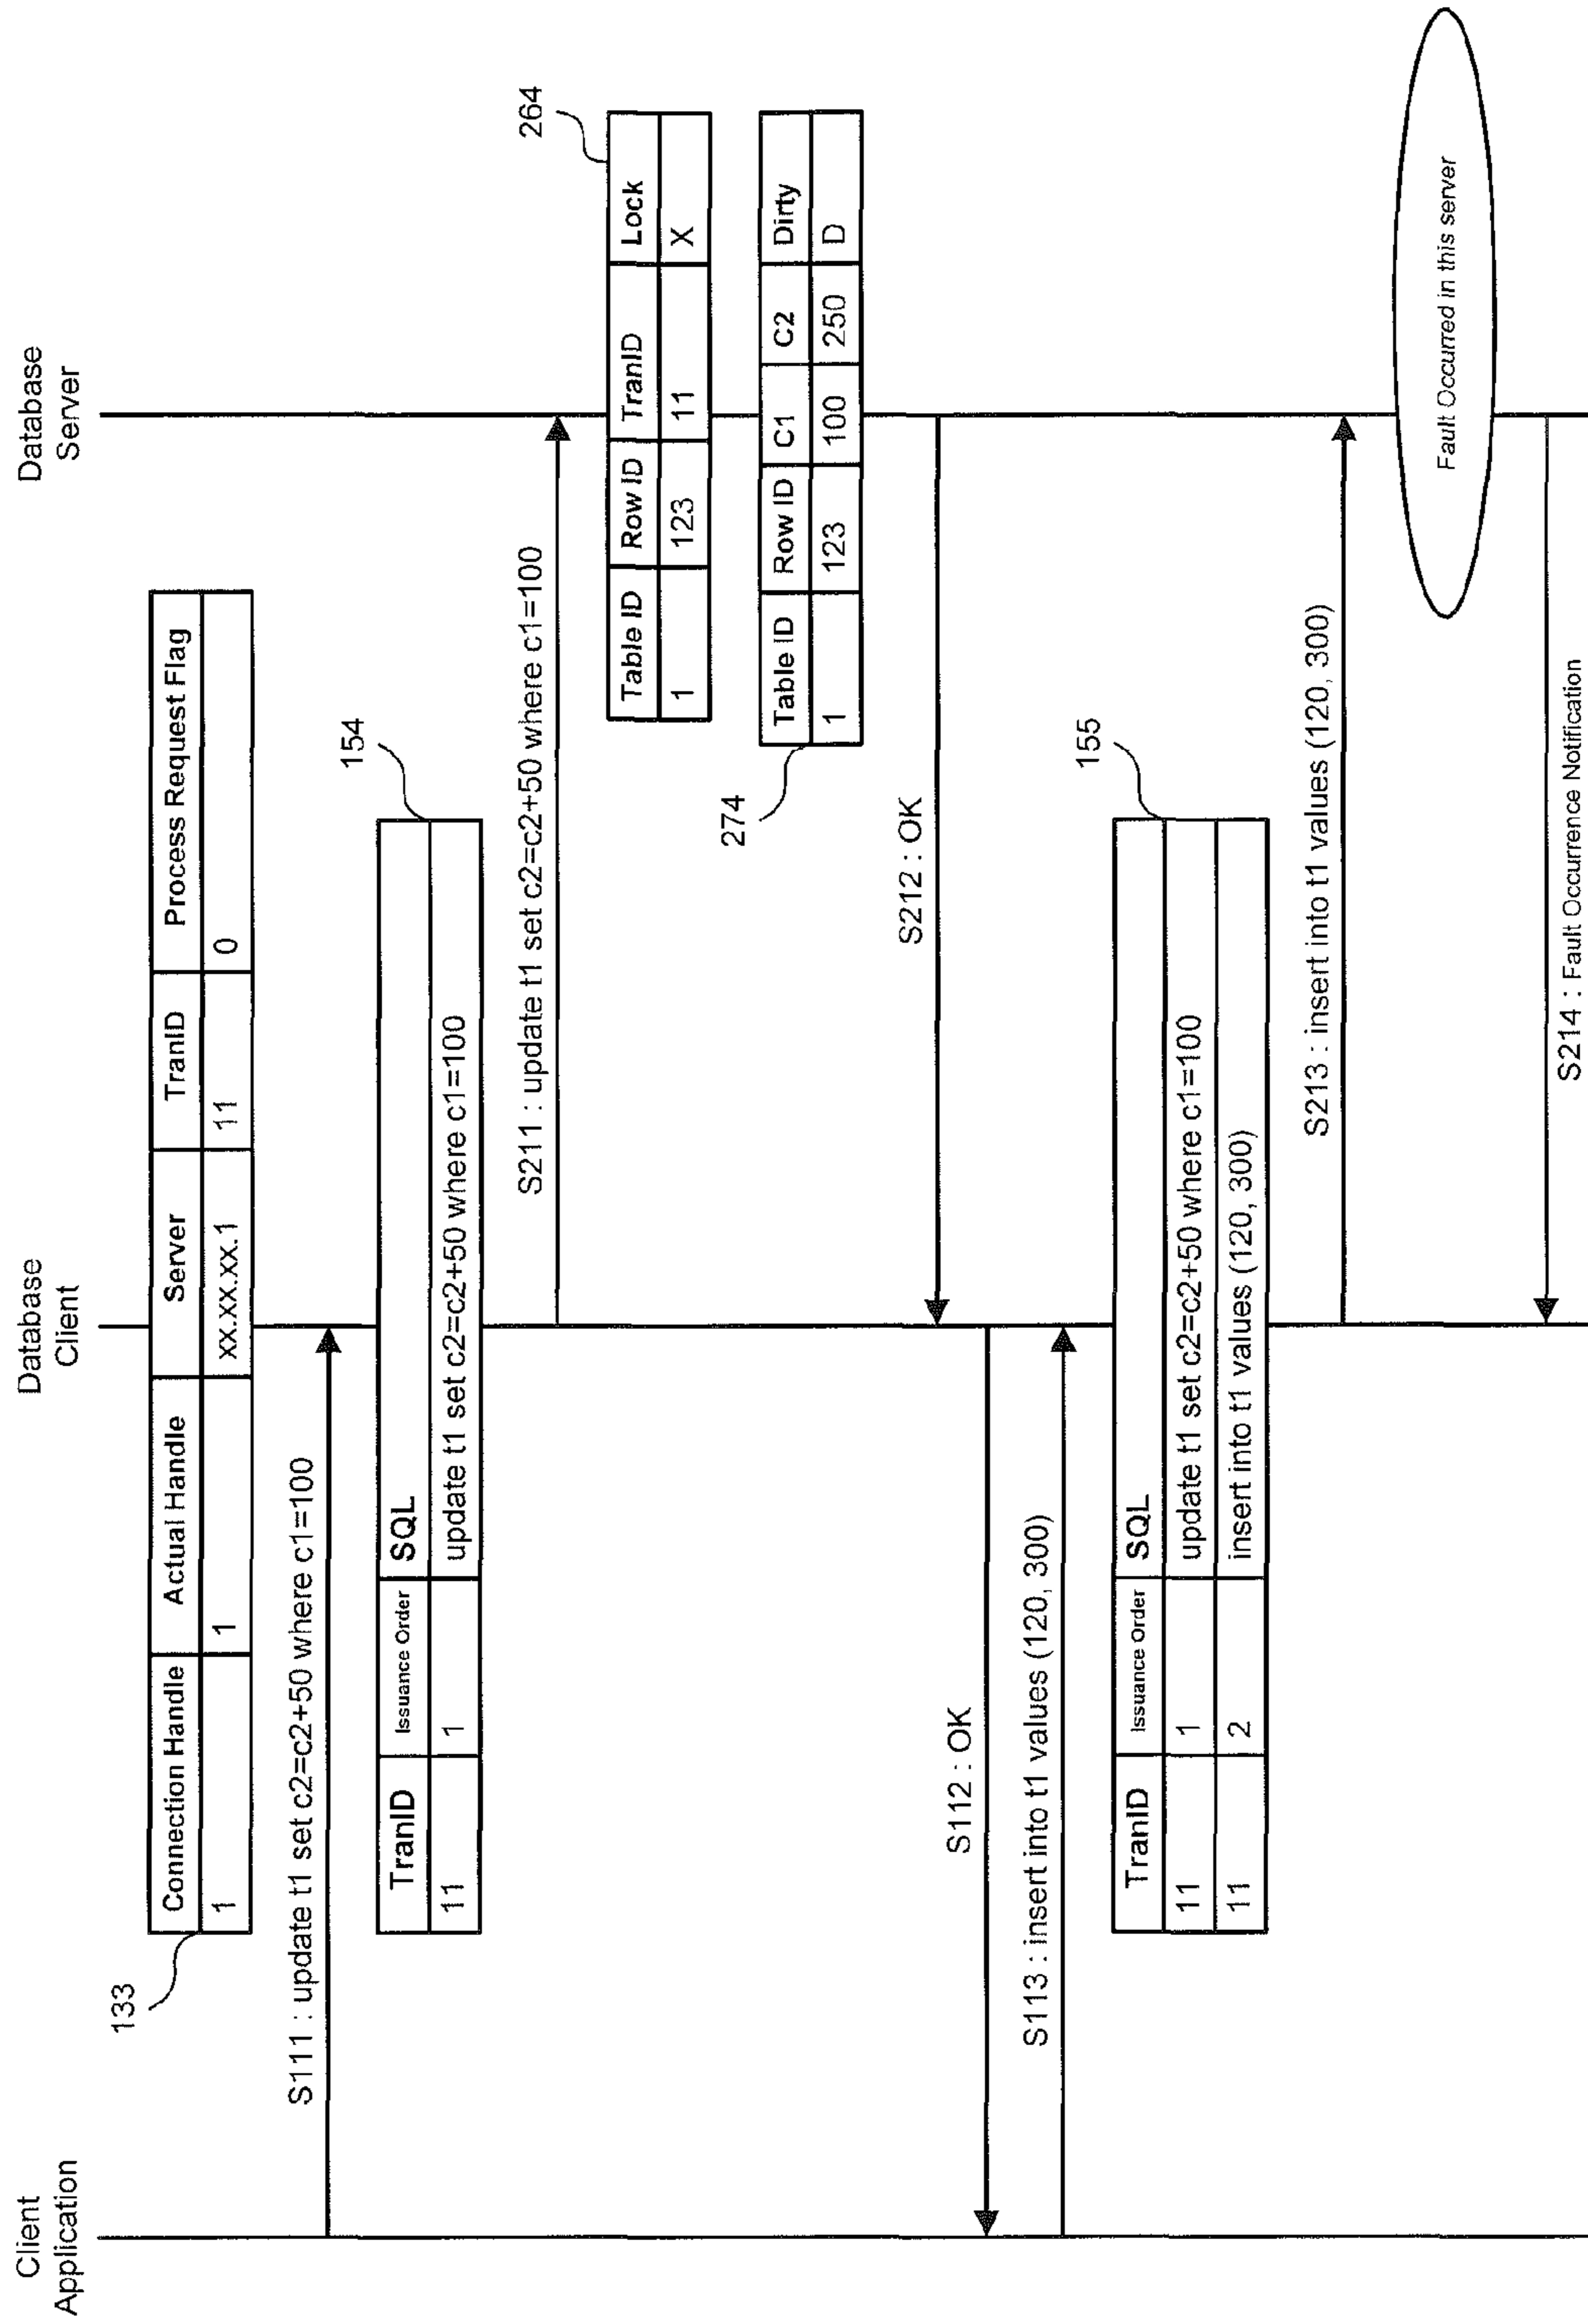 Client
Application
Database
Client
Database
Server
133
Connection Handle Actual Handle Server TranID Process Request Flag
1 1 xx.xx.xx.1 11 0
S111 : update t1 set c2=c2+50 where c1=100
154
TranID Issuance Order SQL
11 1 update t1 set c2=c2+50 where c1=100
S211 : update t1 set c2=c2+50 where c1=100
264
Table ID Row ID TranID Lock
1 123 11 X
274
Table ID Row ID C1 C2 Dirty
1 123 100 250 D
S212 : OK
S112 : OK
S113 : insert into t1 values (120, 300)
155
TranID Issuance Order SQL
11 1 update t1 set c2=c2+50 where c1=100
11 2 insert into t1 values (120, 300)
S213 : insert into t1 values (120, 300)
Fault Occurred in this server
S214 : Fault Occurrence Notification